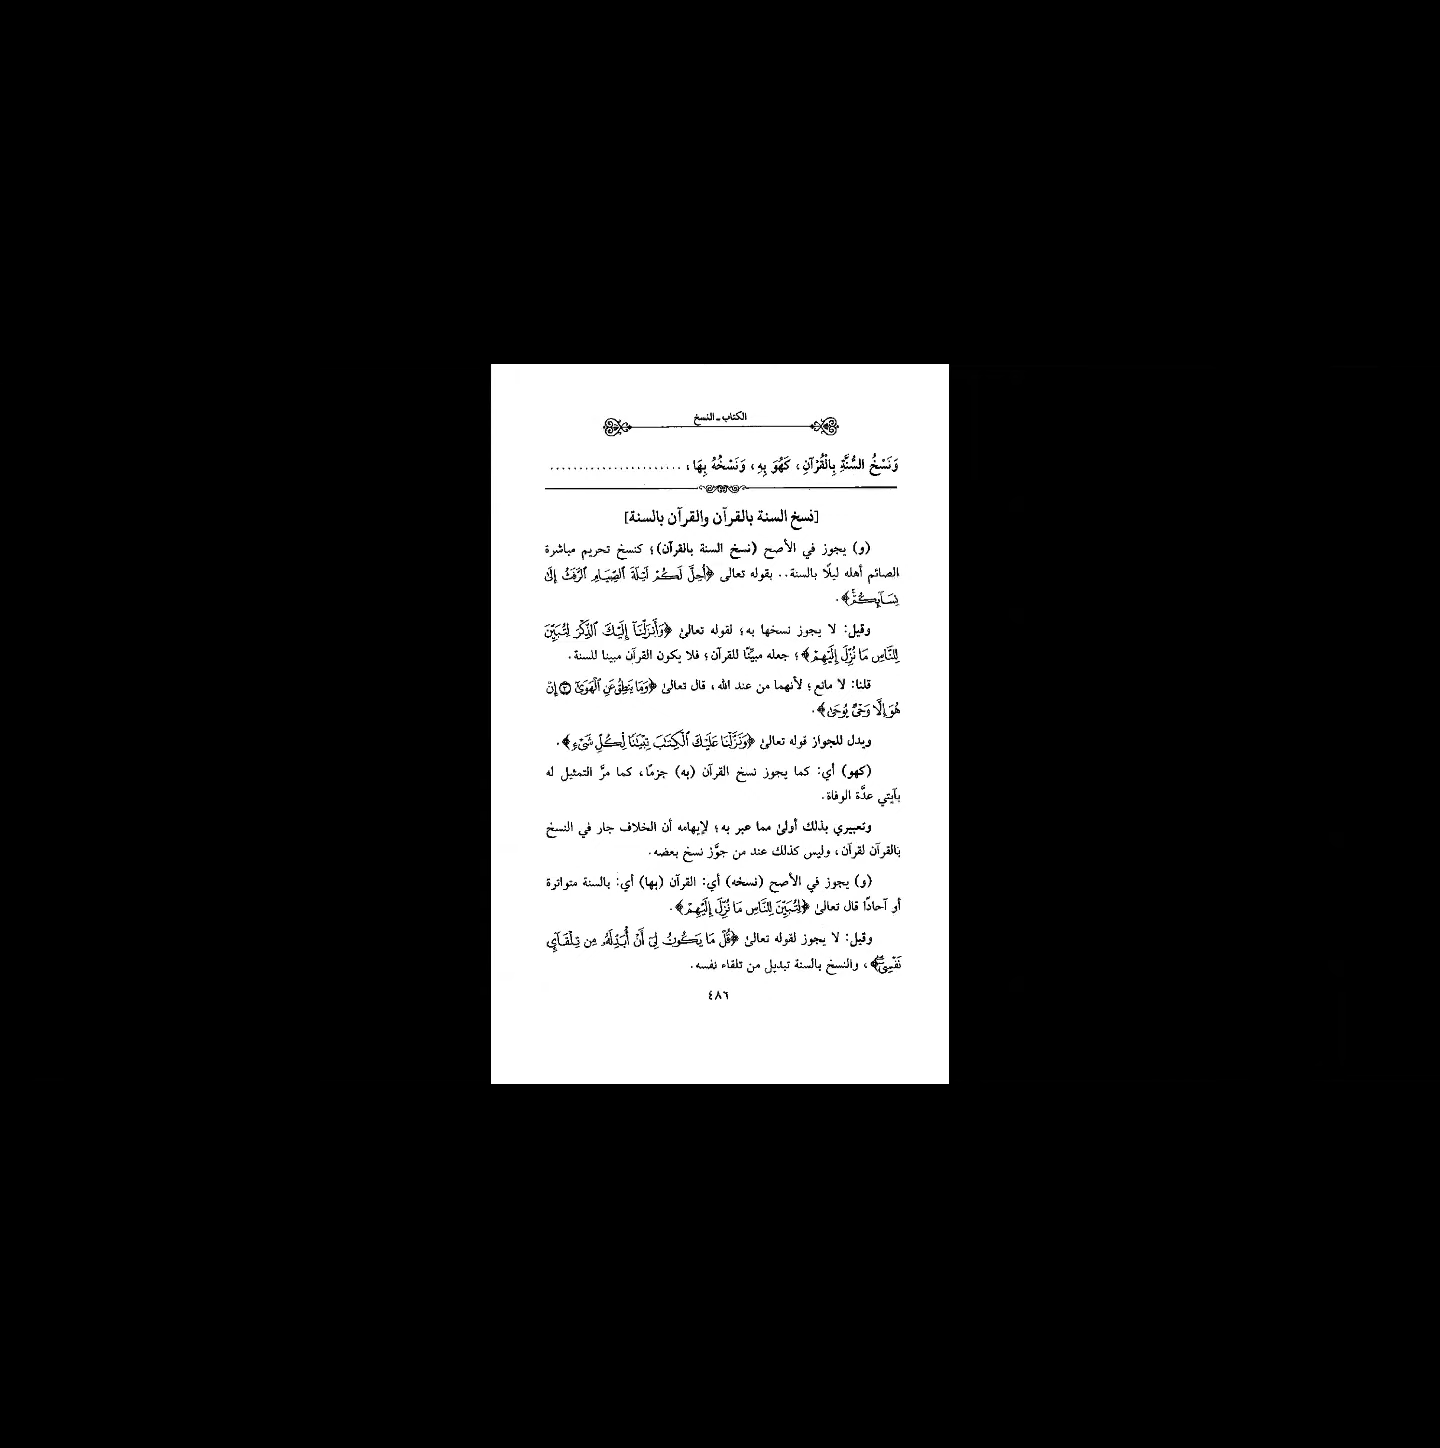 الكتاب ـ النسخ
وَنَسْخُ السُّنَّةِ بِالْقُرْآنِ، كَهُوَ بِهِ، وَنَسْخُهُ بِهَا، .......................
[نسخ السنة بالقرآن والقرآن بالسنة]
(و) يجوز في الأصح (نسخ السنة بالقرآن)؛ كنسخ تحريم مباشرة
الصائم أهله ليلًا بالسنة.. بقوله تعالى ﴿أُحِلَّ لَكُمْ لَيْلَةَ ٱلصِّيَامِ ٱلرَّفَثُ إِلَىٰ
نِسَآئِكُمْ﴾.
وقيل: لا يجوز نسخها به؛ لقوله تعالىٰ ﴿وَأَنزَلْنَآ إِلَيْكَ ٱلذِّكْرَ لِتُبَيِّنَ
لِلنَّاسِ مَا نُزِّلَ إِلَيْهِمْ﴾؛ جعله مبيِّنًا للقرآن؛ فلا يكون القرآن مبينا للسنة.
قلنا: لا مانع؛ لأنهما من عند الله، قال تعالىٰ ﴿وَمَا يَنطِقُ عَنِ ٱلْهَوَىٰٓ ۝٣ إِنْ
هُوَ إِلَّا وَحْىٌ يُوحَىٰ﴾.
ويدل للجواز قوله تعالىٰ ﴿وَنَزَّلْنَا عَلَيْكَ ٱلْكِتَٰبَ تِبْيَٰنًا لِّكُلِّ شَىْءٍ﴾.
(كهو) أي: كما يجوز نسخ القرآن (به) جزمًا، كما مرَّ التمثيل له
بآيتي عدَّة الوفاة.
وتعبيري بذلك أولىٰ مما عبر به؛ لإيهامه أن الخلاف جار في النسخ
بالقرآن لقرآن، وليس كذلك عند من جوَّز نسخ بعضه.
(و) يجوز في الأصح (نسخه) أي: القرآن (بها) أي: بالسنة متواترة
أو آحادًا قال تعالىٰ ﴿لِتُبَيِّنَ لِلنَّاسِ مَا نُزِّلَ إِلَيْهِمْ﴾.
وقيل: لا يجوز لقوله تعالىٰ ﴿قُلْ مَا يَكُونُ لِىٓ أَنْ أُبَدِّلَهُۥ مِن تِلْقَآىِٕ
نَفْسِىٓ﴾، والنسخ بالسنة تبديل من تلقاء نفسه.
٤٨٦